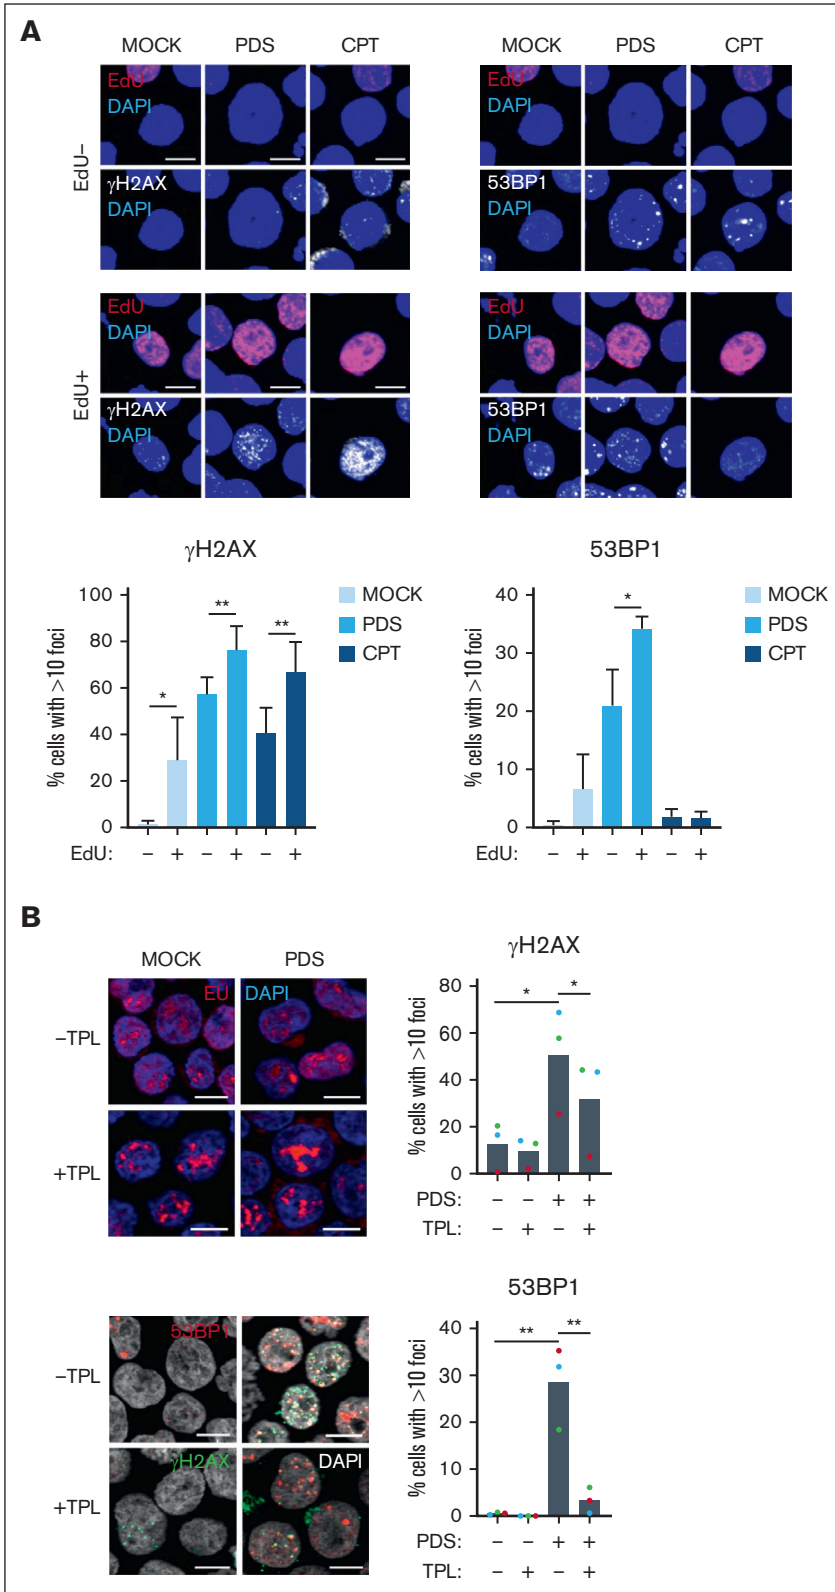 A
MOCK PDS CPT
MOCK PDS CPT
EdU−
EdU
DAPI
γH2AX
DAPI
EdU
DAPI
53BP1
DAPI
EdU+
EdU
DAPI
γH2AX
DAPI
EdU
DAPI
53BP1
DAPI
γH2AX
% cells with >10 foci
100
80
60
40
20
0
* ** **
EdU: − + − + − +
MOCK
PDS
CPT
53BP1
% cells with >10 foci
40
30
20
10
0
*
EdU: − + − + − +
MOCK
PDS
CPT
B
MOCK PDS
−TPL
EU DAPI
+TPL
γH2AX
% cells with >10 foci
80
60
40
20
0
* *
PDS: − − + +
TPL: − + − +
−TPL
53BP1
+TPL
γH2AX DAPI
53BP1
% cells with >10 foci
40
30
20
10
0
** **
PDS: − − + +
TPL: − + − +